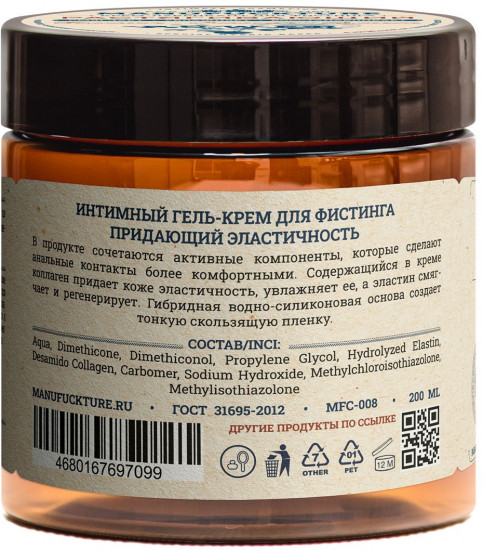 ИНТИМНЫЙ ГЕЛЬ-КРЕМ ДЛЯ ФИСТИНГА
ПРИДАЮЩИЙ ЭЛАСТИЧНОСТЬ
В продукте сочетаются активные компоненты, которые сделают
анальные контакты более комфортными. Содержащийся в креме
коллаген придает коже эластичность, увлажняет ее, а эластин смяг-
чает и регенерирует. Гибридная водно-силиконовая основа создает
тонкую скользящую пленку.
СОСТАВ/INCI:
Aqua, Dimethicone, Dimethiconol, Propylene Glycol, Hydrolyzed Elastin,
Desamido Collagen, Carbomer, Sodium Hydroxide, Methylchloroisothiazolone,
Methylisothiazolone
MANUFUCKTURE.RU • ГОСТ 31695-2012 • MFC-008 • 200 ML
ДРУГИЕ ПРОДУКТЫ ПО ССЫЛКЕ
4680167697099
7
OTHER
01
PET
12 M